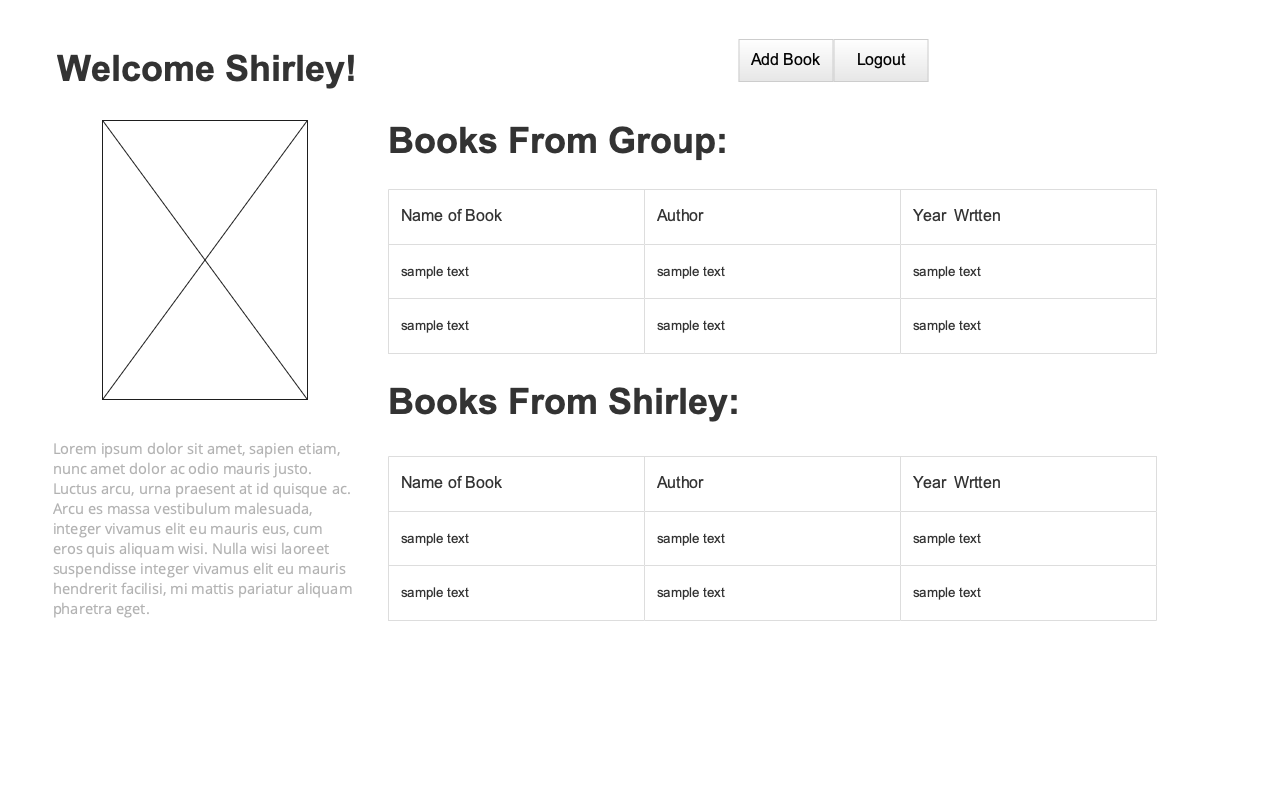 Welcome Shirley!
Add Book Logout
Books From Group:
Name of Book Author Year  Wrtten
sample text sample text sample text
sample text sample text sample text
Books From Shirley:
Name of Book Author Year  Wrtten
sample text sample text sample text
sample text sample text sample text
Lorem ipsum dolor sit amet, sapien etiam,
nunc amet dolor ac odio mauris justo.
Luctus arcu, urna praesent at id quisque ac.
Arcu es massa vestibulum malesuada,
integer vivamus elit eu mauris eus, cum
eros quis aliquam wisi. Nulla wisi laoreet
suspendisse integer vivamus elit eu mauris
hendrerit facilisi, mi mattis pariatur aliquam
pharetra eget.